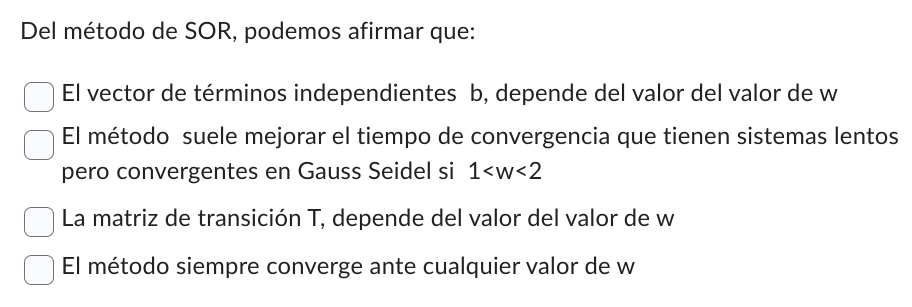 Del método de SOR, podemos afirmar que:
El vector de términos independientes b, depende del valor del valor de w
El método suele mejorar el tiempo de convergencia que tienen sistemas lentos
pero convergentes en Gauss Seidel si 1<w<2
La matriz de transición T, depende del valor del valor de w
El método siempre converge ante cualquier valor de w